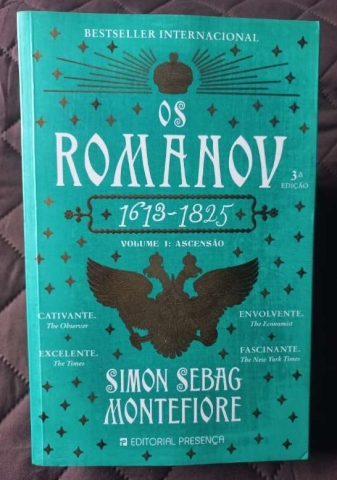 BESTSELLER INTERNACIONAL
OS
ROMANOV
3ª
EDIÇÃO
1613-1825
VOLUME I: ASCENSÃO
CATIVANTE.
The Observer
ENVOLVENTE.
The Economist
EXCELENTE.
The Times
FASCINANTE.
The New York Times
SIMON SEBAG
MONTEFIORE
EDITORIAL PRESENÇA